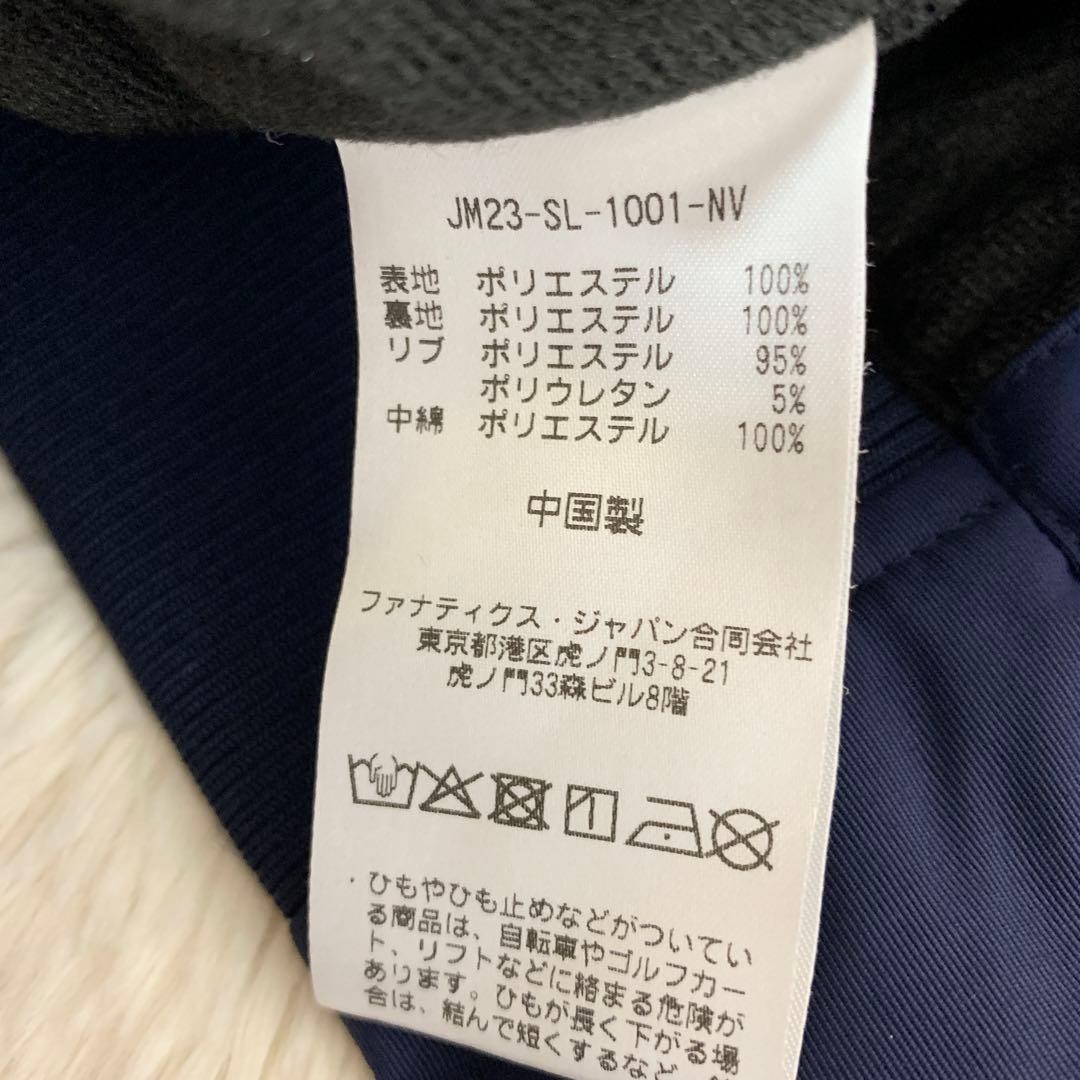 JM23-SL-1001-NV
表地 ポリエステル 100%
裏地 ポリエステル 100%
リブ ポリエステル 95%
ポリウレタン 5%
中綿 ポリエステル 100%
中国製
ファナティクス・ジャパン合同会社
東京都港区虎ノ門3-8-21
虎ノ門33森ビル8階
・ひもやひも止めなどがついてい
る商品は、自転車やゴルフカー
ト、リフトなどに絡まる危険が
あります。ひもが長く下がる場
合は、結んで短くするなど、